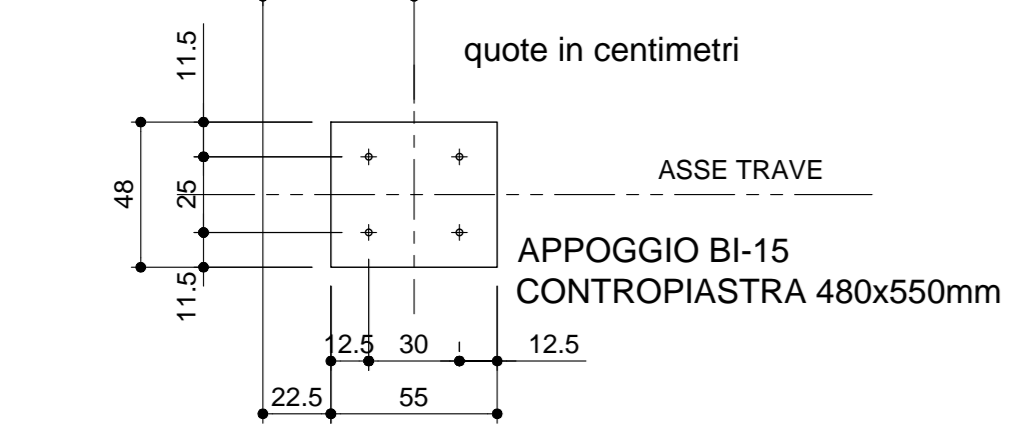 11.5
quote in centimetri
ASSE TRAVE
48
25
APPOGGIO BI-15
CONTROPIASTRA 480x550mm
11.5
12.5 30 12.5
22.5 55